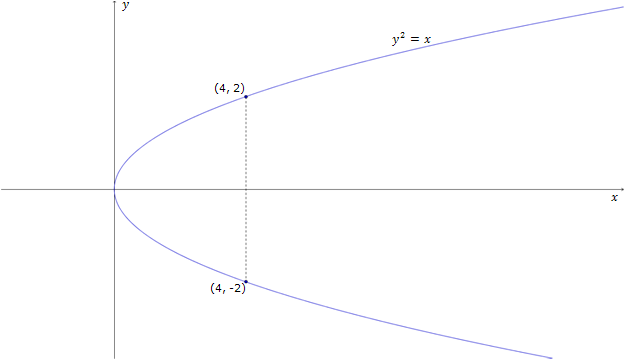 y
y² = x
(4, 2)
x
(4, -2)